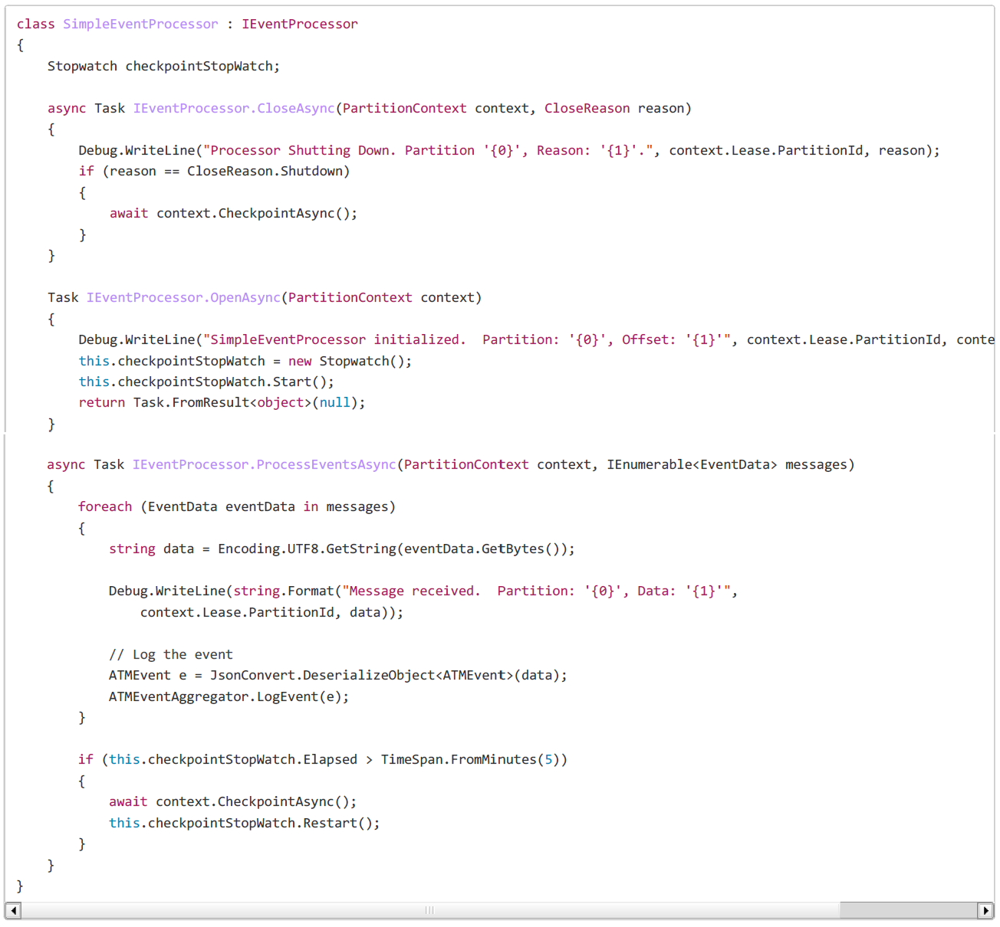 class SimpleEventProcessor : IEventProcessor
{
    Stopwatch checkpointStopWatch;

    async Task IEventProcessor.CloseAsync(PartitionContext context, CloseReason reason)
    {
        Debug.WriteLine("Processor Shutting Down. Partition '{0}', Reason: '{1}'.", context.Lease.PartitionId, reason);
        if (reason == CloseReason.Shutdown)
        {
            await context.CheckpointAsync();
        }
    }

    Task IEventProcessor.OpenAsync(PartitionContext context)
    {
        Debug.WriteLine("SimpleEventProcessor initialized.  Partition: '{0}', Offset: '{1}'", context.Lease.PartitionId, conte
        this.checkpointStopWatch = new Stopwatch();
        this.checkpointStopWatch.Start();
        return Task.FromResult<object>(null);
    }

    async Task IEventProcessor.ProcessEventsAsync(PartitionContext context, IEnumerable<EventData> messages)
    {
        foreach (EventData eventData in messages)
        {
            string data = Encoding.UTF8.GetString(eventData.GetBytes());

            Debug.WriteLine(string.Format("Message received.  Partition: '{0}', Data: '{1}'",
                context.Lease.PartitionId, data));

            // Log the event
            ATMEvent e = JsonConvert.DeserializeObject<ATMEvent>(data);
            ATMEventAggregator.LogEvent(e);
        }

        if (this.checkpointStopWatch.Elapsed > TimeSpan.FromMinutes(5))
        {
            await context.CheckpointAsync();
            this.checkpointStopWatch.Restart();
        }
    }
}